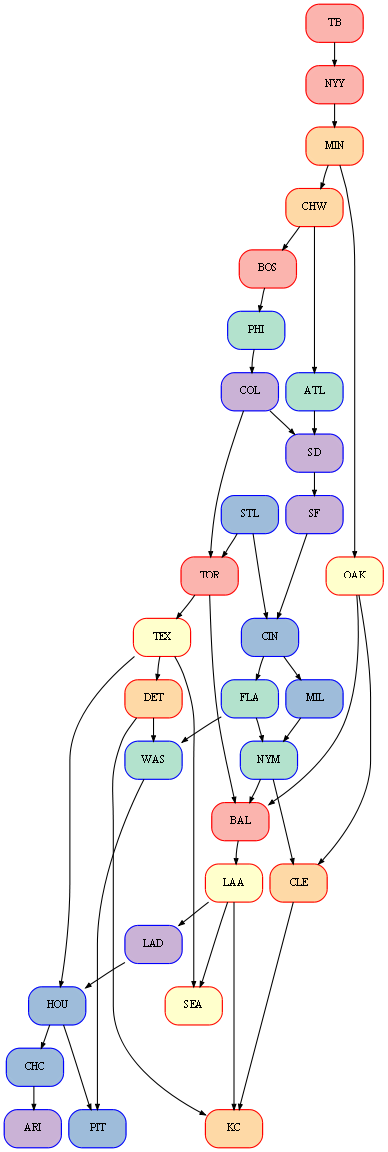 TB
NYY
MIN
CHW
BOS
PHI
COL
ATL
SD
STL
SF
TOR
OAK
TEX
CIN
DET
FLA
MIL
WAS
NYM
BAL
LAA
CLE
LAD
HOU
SEA
CHC
ARI
PIT
KC